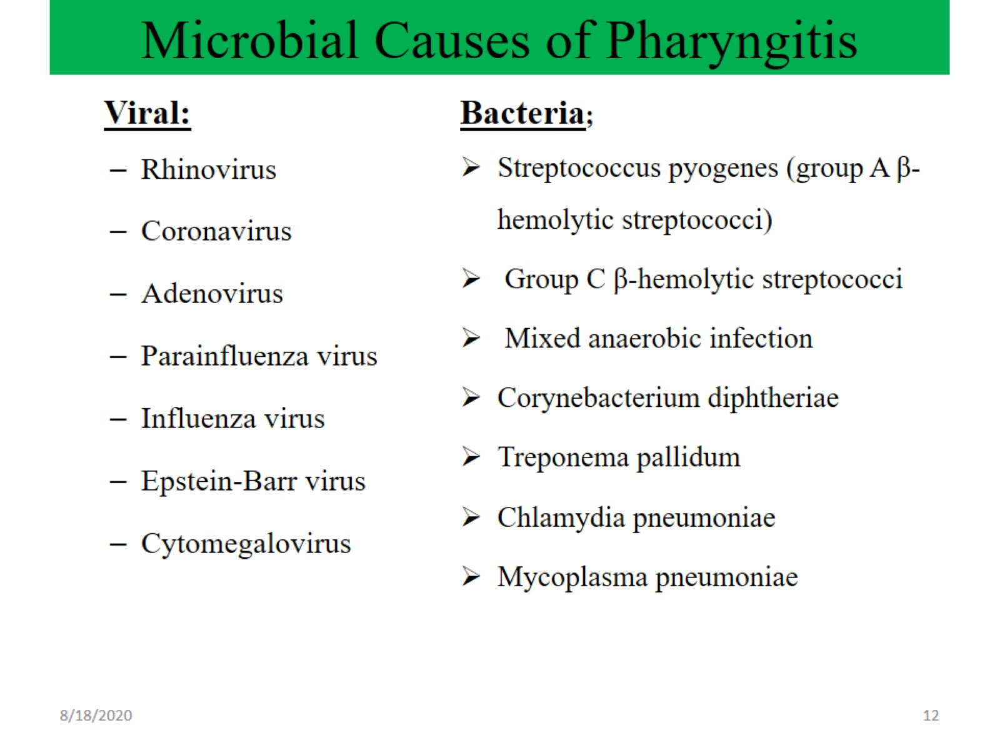 Microbial Causes of Pharyngitis
Viral:
– Rhinovirus
– Coronavirus
– Adenovirus
– Parainfluenza virus
– Influenza virus
– Epstein-Barr virus
– Cytomegalovirus
Bacteria;
➢ Streptococcus pyogenes (group A β-
hemolytic streptococci)
➢ Group C β-hemolytic streptococci
➢ Mixed anaerobic infection
➢ Corynebacterium diphtheriae
➢ Treponema pallidum
➢ Chlamydia pneumoniae
➢ Mycoplasma pneumoniae
8/18/2020
12